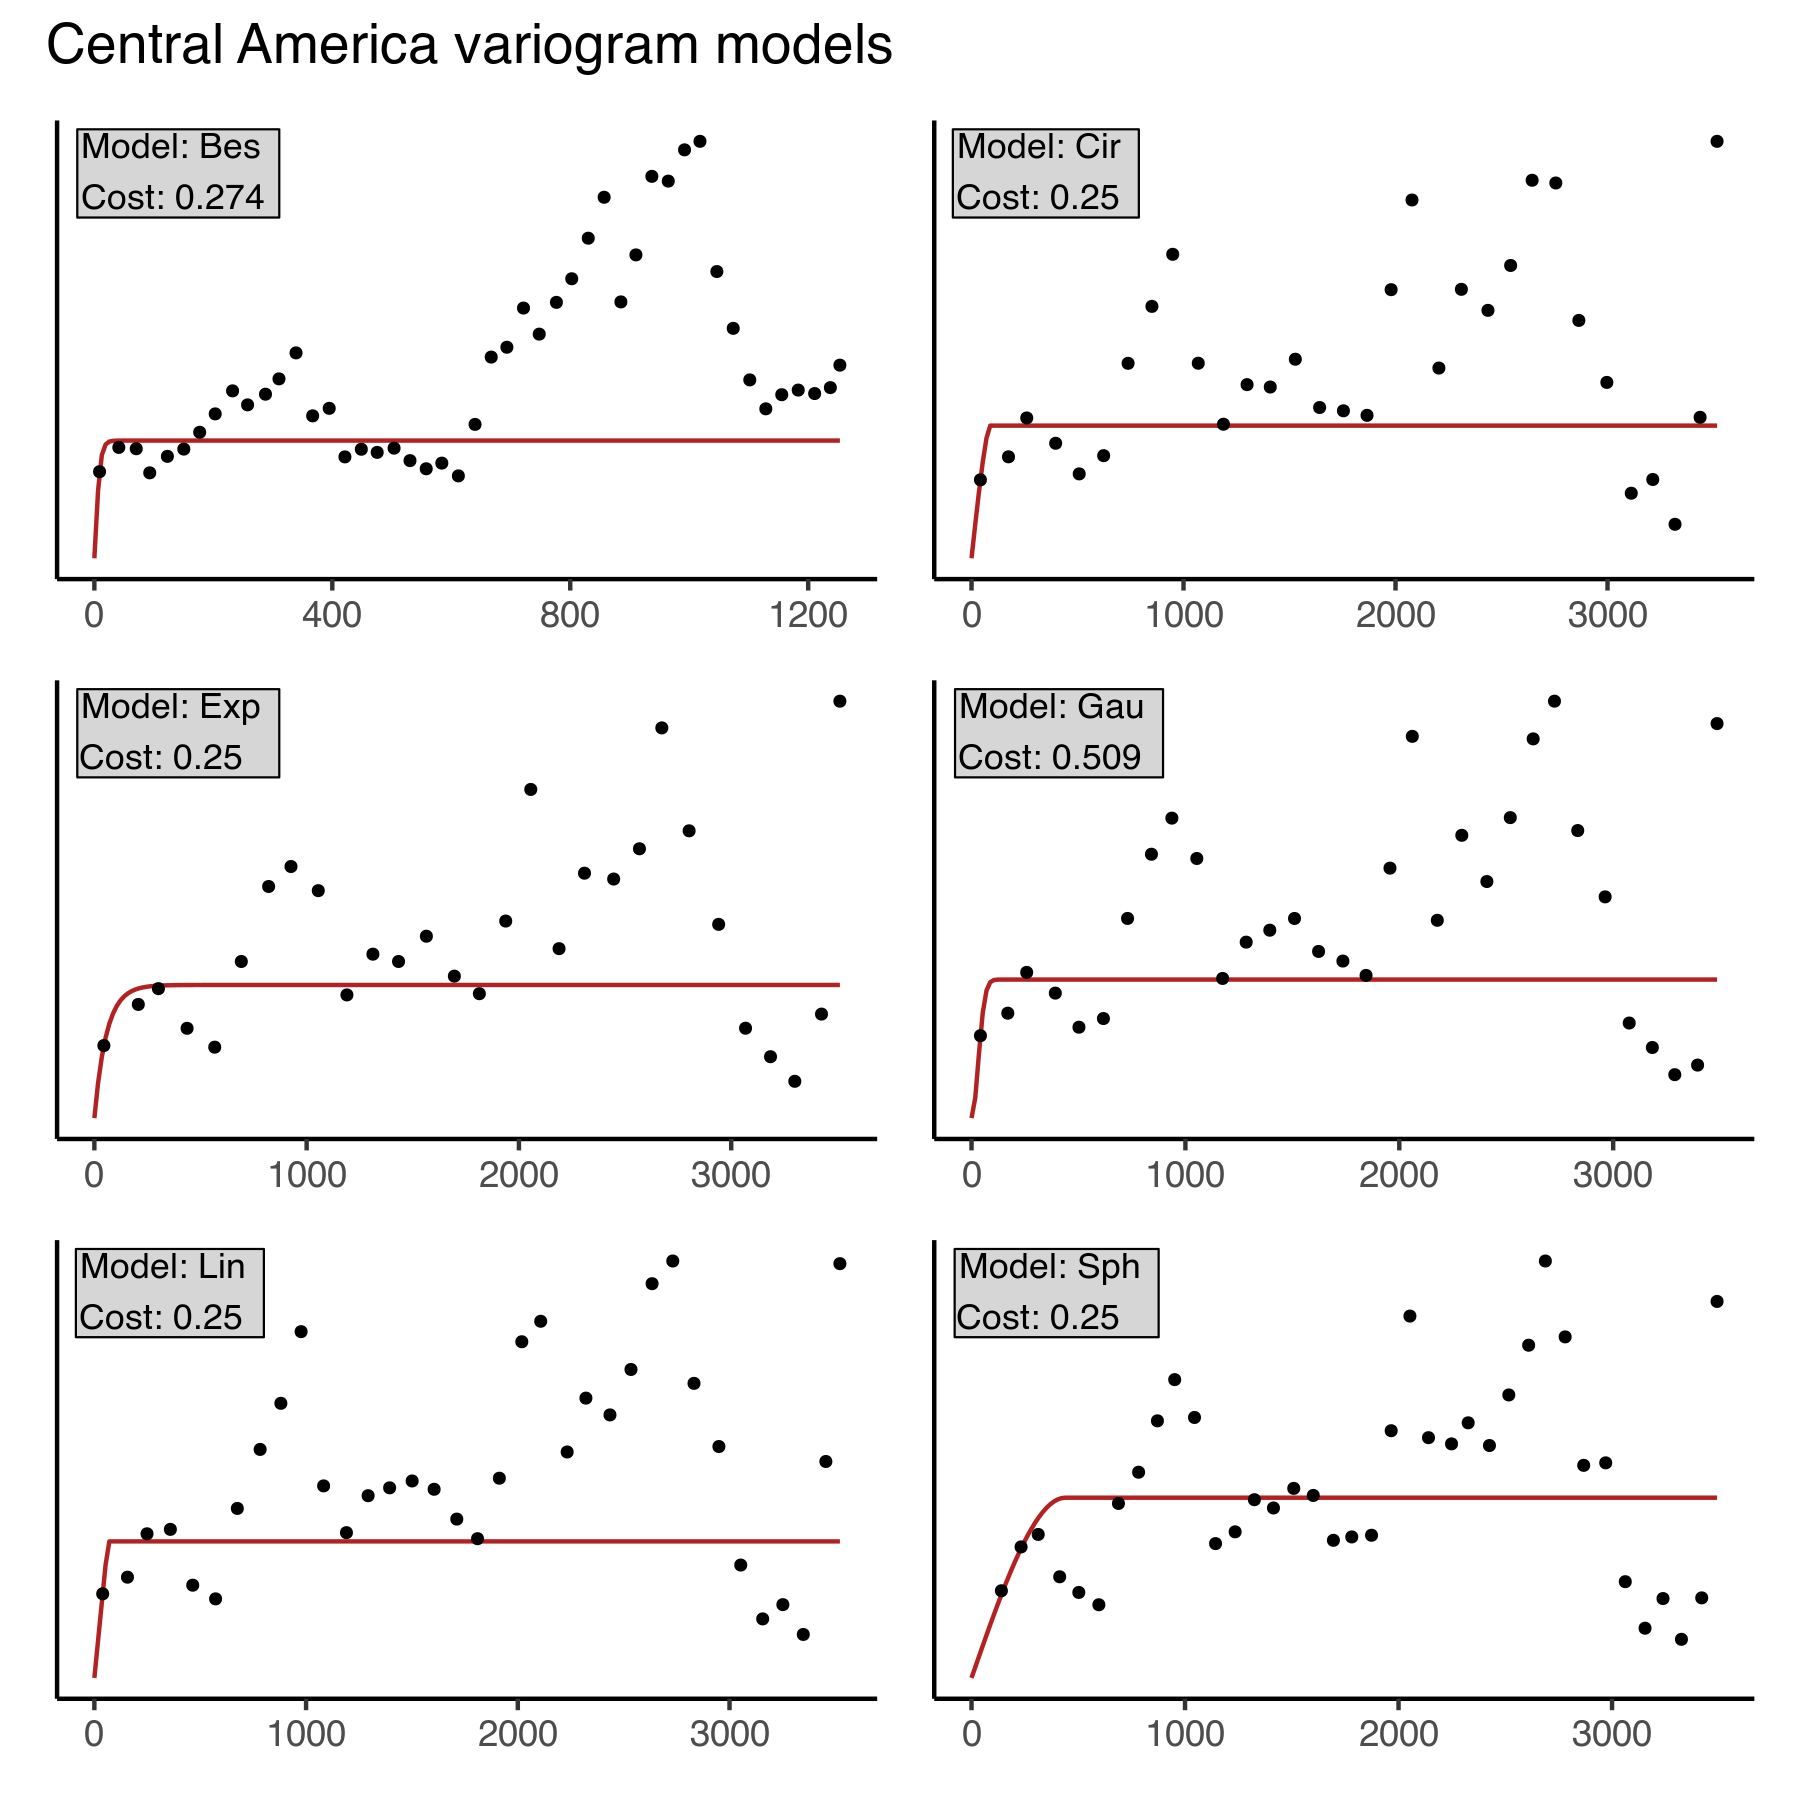 Central America variogram models
Model: Bes
Cost: 0.274
0 400 800 1200
Model: Cir
Cost: 0.25
0 1000 2000 3000
Model: Exp
Cost: 0.25
0 1000 2000 3000
Model: Gau
Cost: 0.509
0 1000 2000 3000
Model: Lin
Cost: 0.25
0 1000 2000 3000
Model: Sph
Cost: 0.25
0 1000 2000 3000